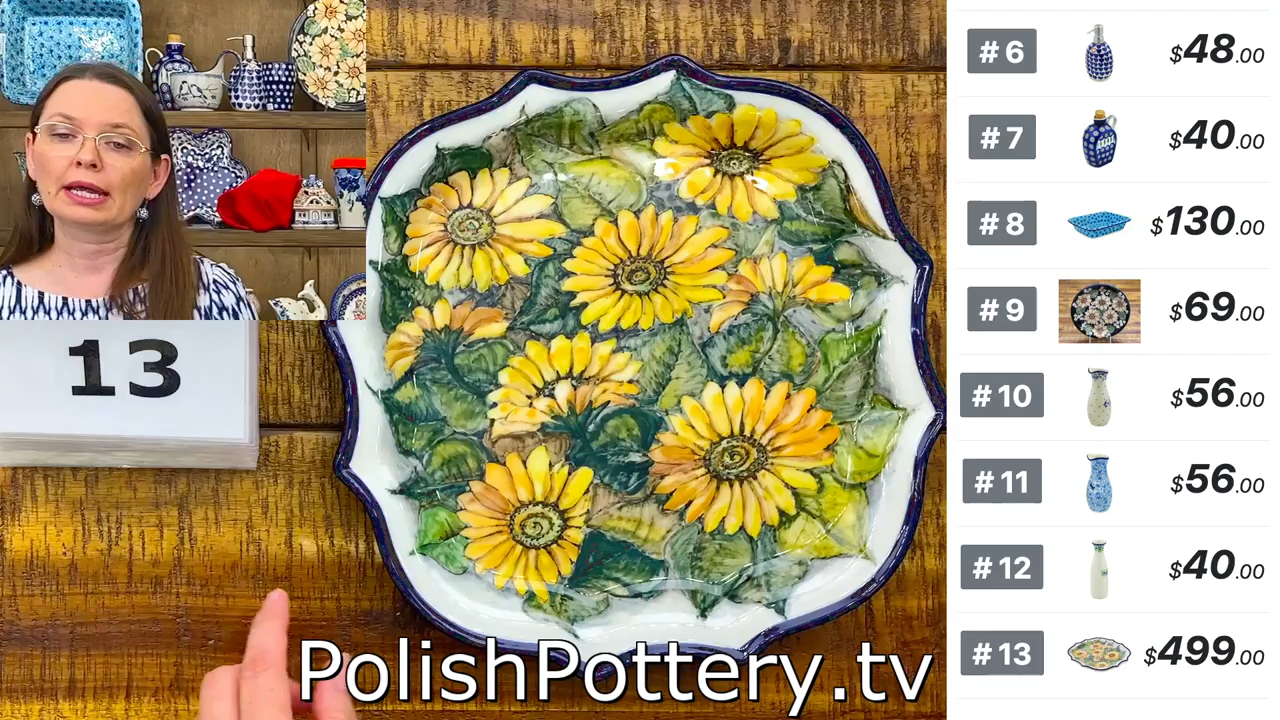 13
PolishPottery.tv
# 6 $48.00
# 7 $40.00
# 8 $130.00
# 9 $69.00
# 10 $56.00
# 11 $56.00
# 12 $40.00
# 13 $499.00